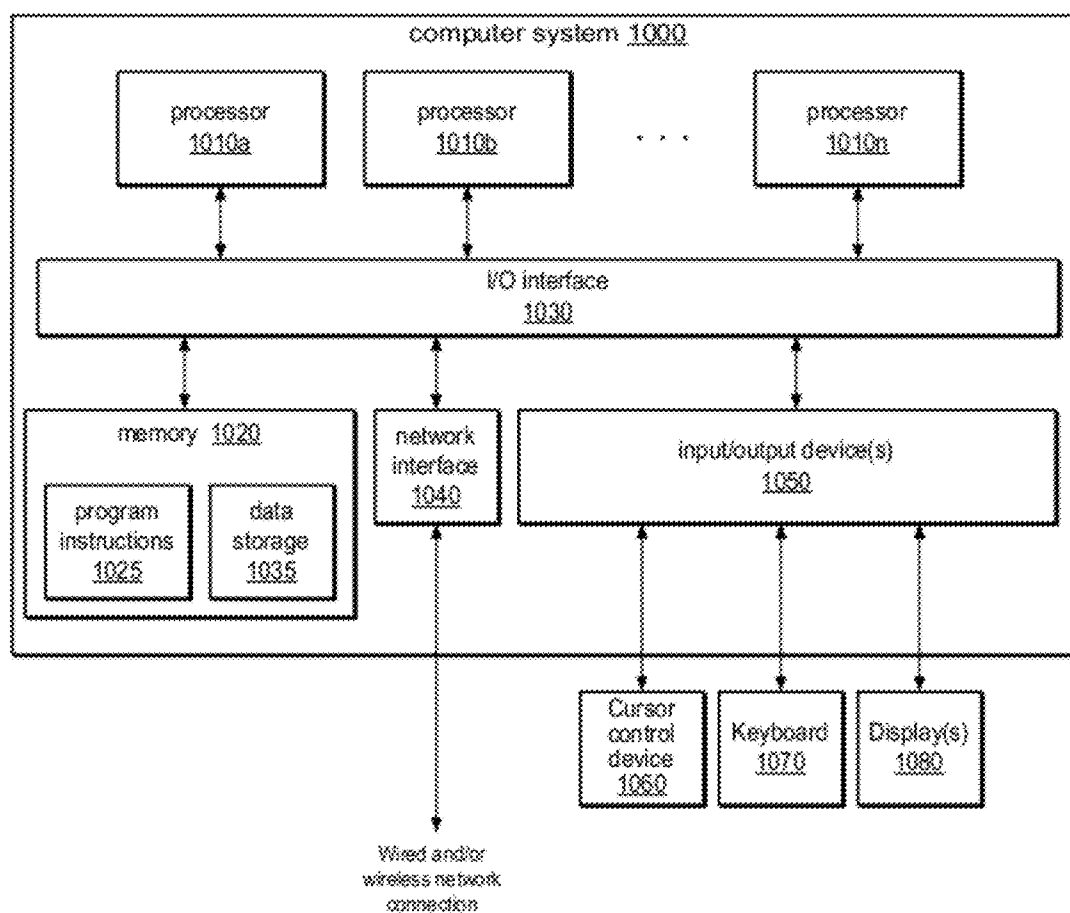 computer system 1000
processor
1010a
processor
1010b
. . .
processor
1010n
I/O interface
1030
memory 1020
program
instructions
1025
data
storage
1035
network
interface
1040
input/output device(s)
1050
Cursor
control
device
1060
Keyboard
1070
Display(s)
1080
Wired and/or
wireless network
connection